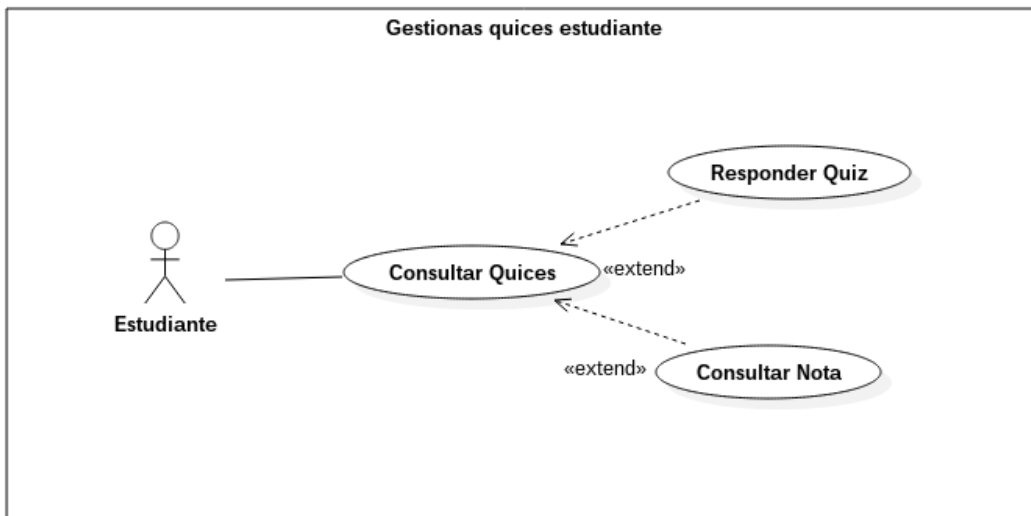 Gestionas quices estudiante
Responder Quiz
Consultar Quices
«extend»
Estudiante
«extend»
Consultar Nota